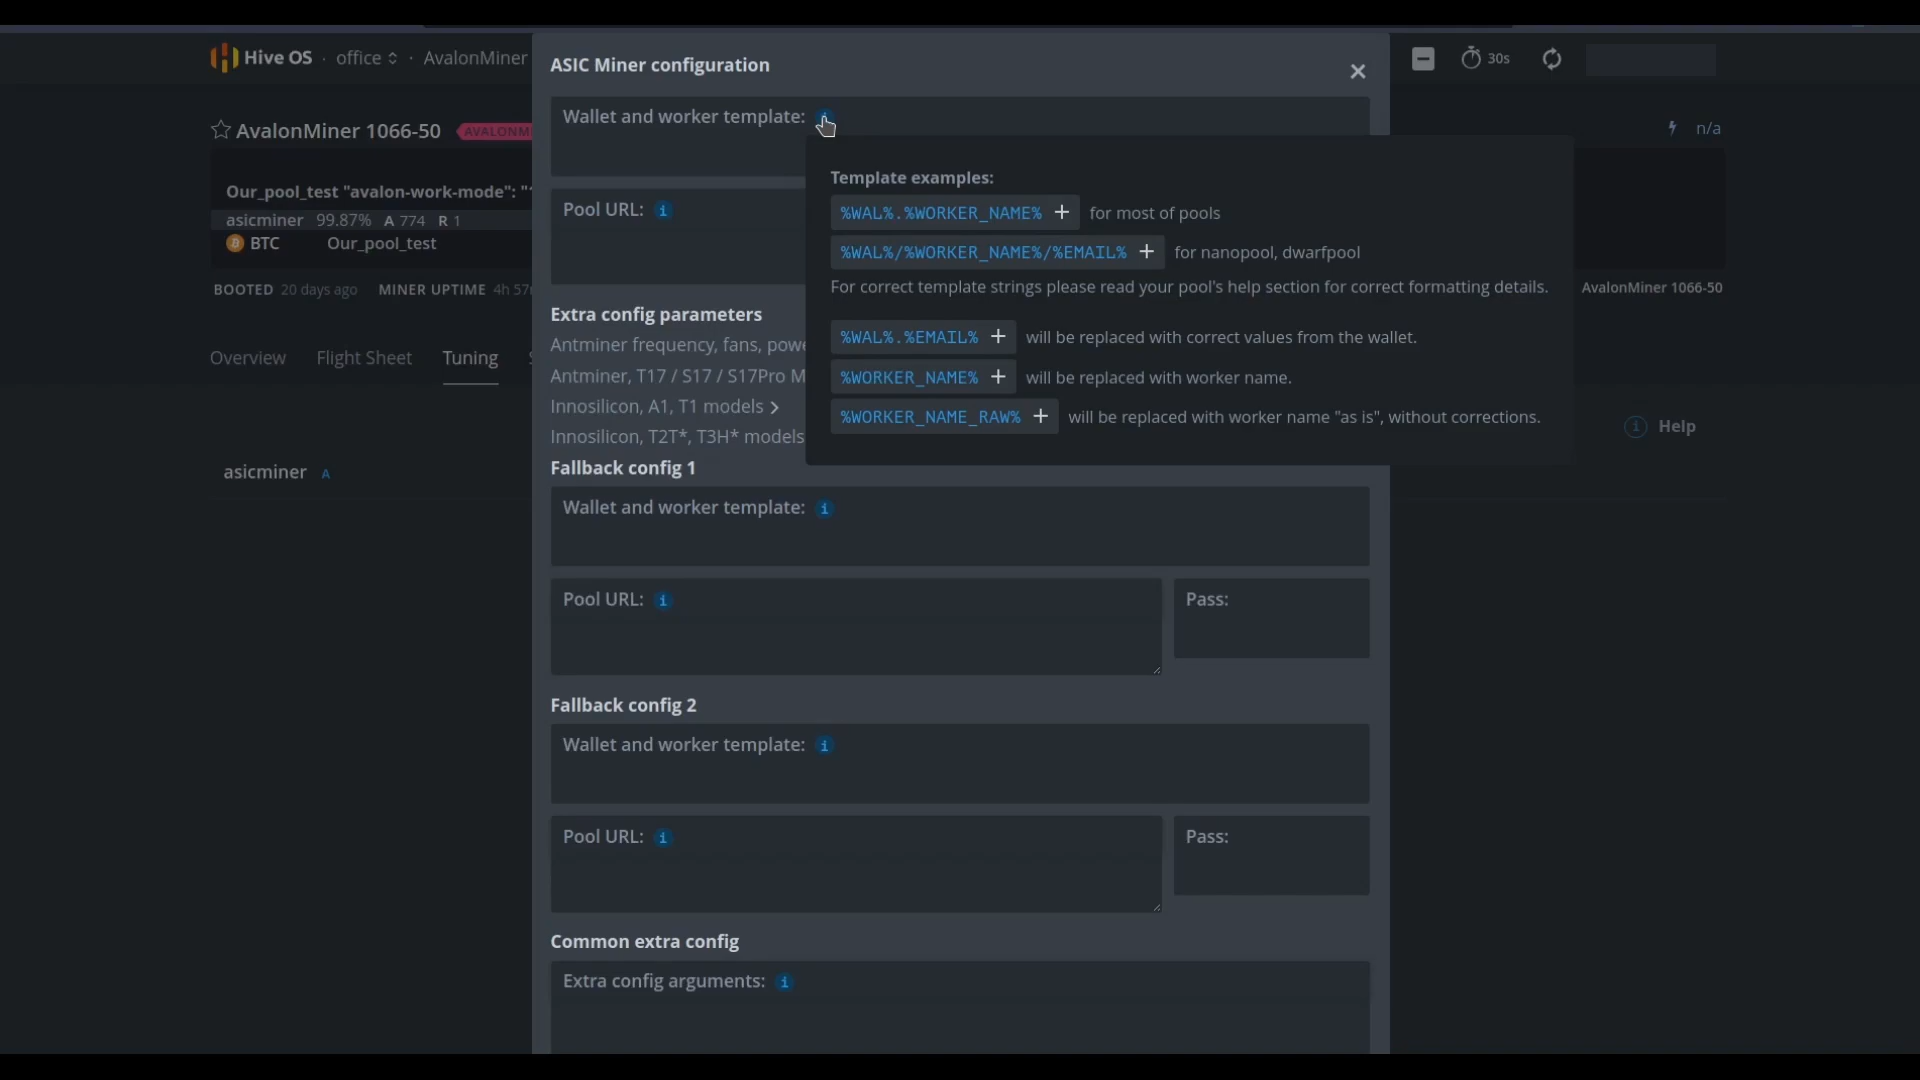 Hive OS · office · AvalonMiner
ASIC Miner configuration
30s
AvalonMiner 1066-50
n/a
Our_pool_test "avalon-work-mode":
asicminer 99.87% A 774 R 1
BTC Our_pool_test
BOOTED 20 days ago MINER UPTIME 4h
AvalonMiner 1066-50
Overview Flight Sheet Tuning
asicminer A
Help
Wallet and worker template:
Pool URL: i
Template examples:
%WAL%.%WORKER_NAME% + for most of pools
%WAL%/%WORKER_NAME%/%EMAIL% + for nanopool, dwarfpool
For correct template strings please read your pool's help section for correct formatting details.
%WAL%.%EMAIL% + will be replaced with correct values from the wallet.
%WORKER_NAME% + will be replaced with worker name.
%WORKER_NAME_RAW% + will be replaced with worker name "as is", without corrections.
Extra config parameters
Antminer frequency, fans,
Antminer, T17 / S17 / S17Pro
Innosilicon, A1, T1 models
Innosilicon, T2T*, T3H* models
Fallback config 1
Wallet and worker template: i
Pool URL: i
Pass:
Fallback config 2
Wallet and worker template: i
Pool URL: i
Pass:
Common extra config
Extra config arguments: i